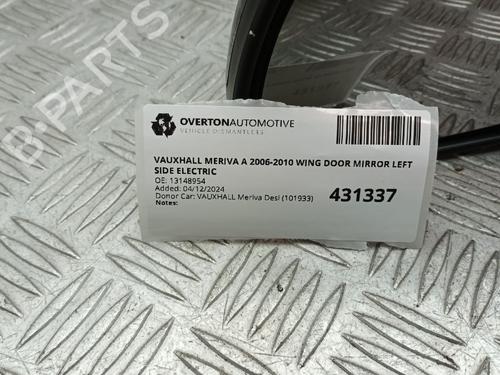 B-PARTS
OVERTONAUTOMOTIVE
VEHICLE DISMANTLERS
VAUXHALL MERIVA A 2006-2010 WING DOOR MIRROR LEFT
SIDE ELECTRIC
OE: 13148954
Added: 04/12/2024
Donor Car: VAUXHALL Meriva Desi (101933)
Notes:
431337